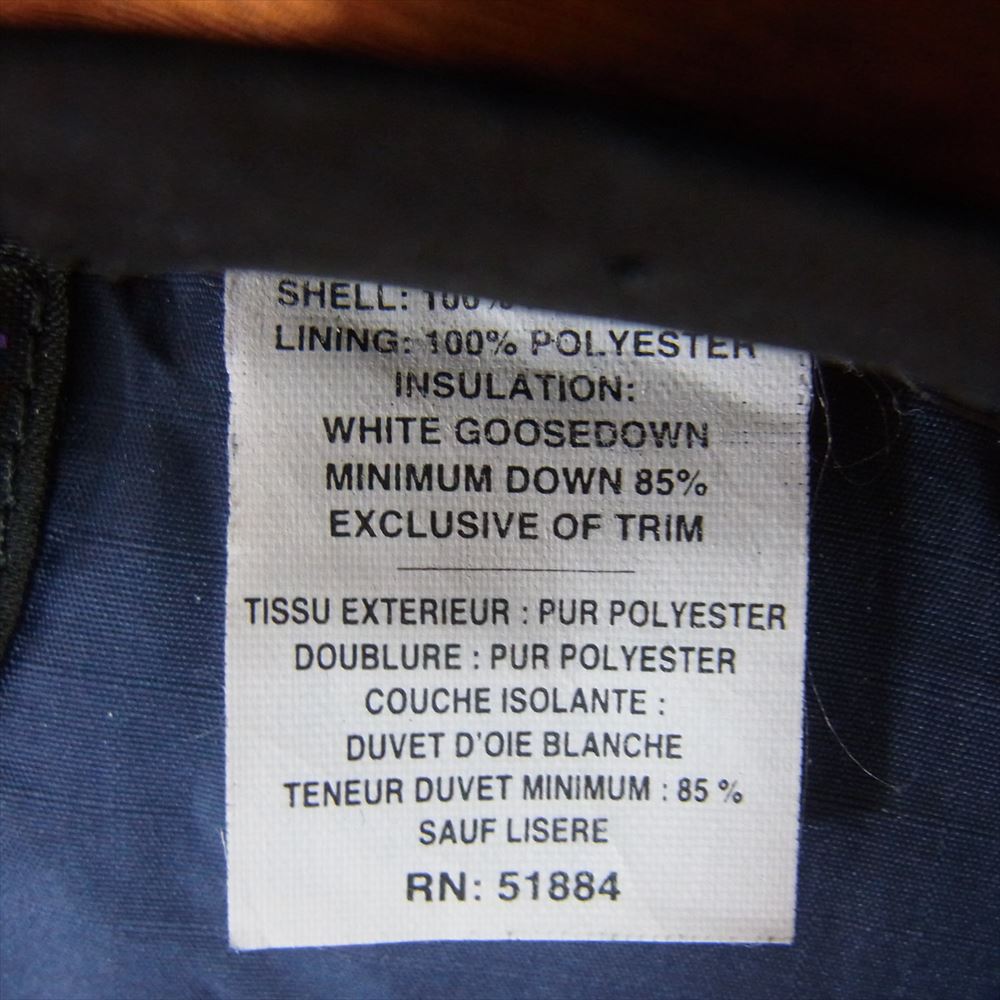 SHELL: 100%
LINING: 100% POLYESTER
INSULATION:
WHITE GOOSEDOWN
MINIMUM DOWN 85%
EXCLUSIVE OF TRIM
TISSU EXTERIEUR : PUR POLYESTER
DOUBLURE : PUR POLYESTER
COUCHE ISOLANTE :
DUVET D'OIE BLANCHE
TENEUR DUVET MINIMUM : 85 %
SAUF LISERE
RN: 51884